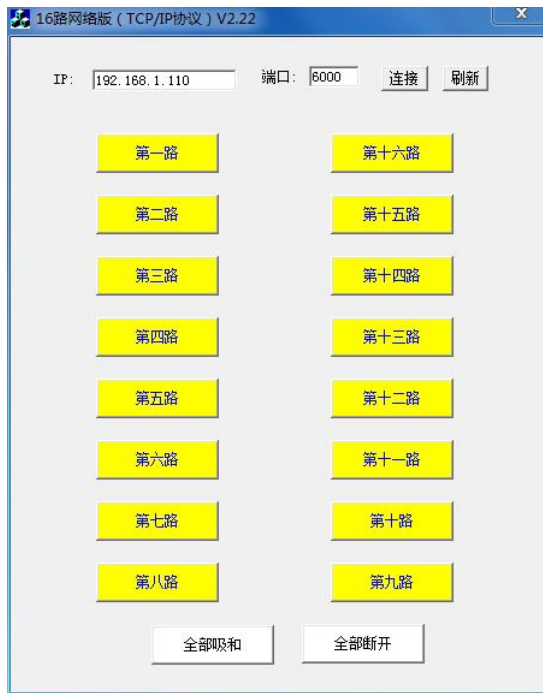 16路网络版(TCP/IP协议)V2.22
x
IP: 192.168.1.110 端口: 6000 连接 刷新
第一路 第十六路
第二路 第十五路
第三路 第十四路
第四路 第十三路
第五路 第十二路
第六路 第十一路
第七路 第十路
第八路 第九路
全部吸和 全部断开